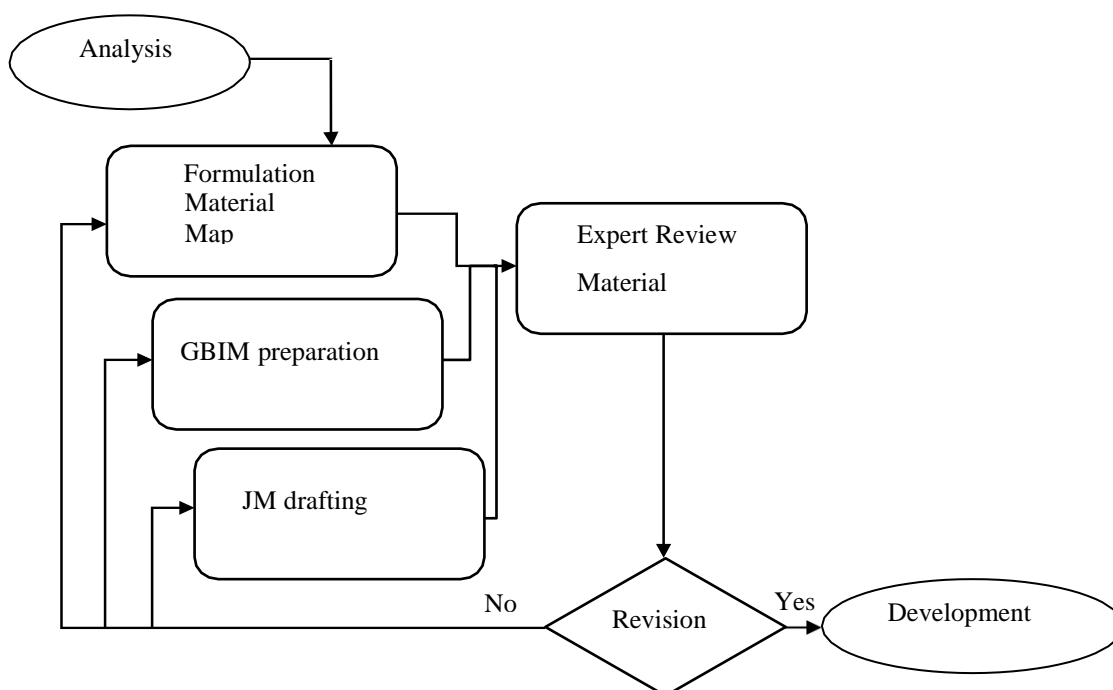 Analysis
Formulation
Material
Map
Expert Review
Material
GBIM preparation
JM drafting
No
Revision
Yes
Development